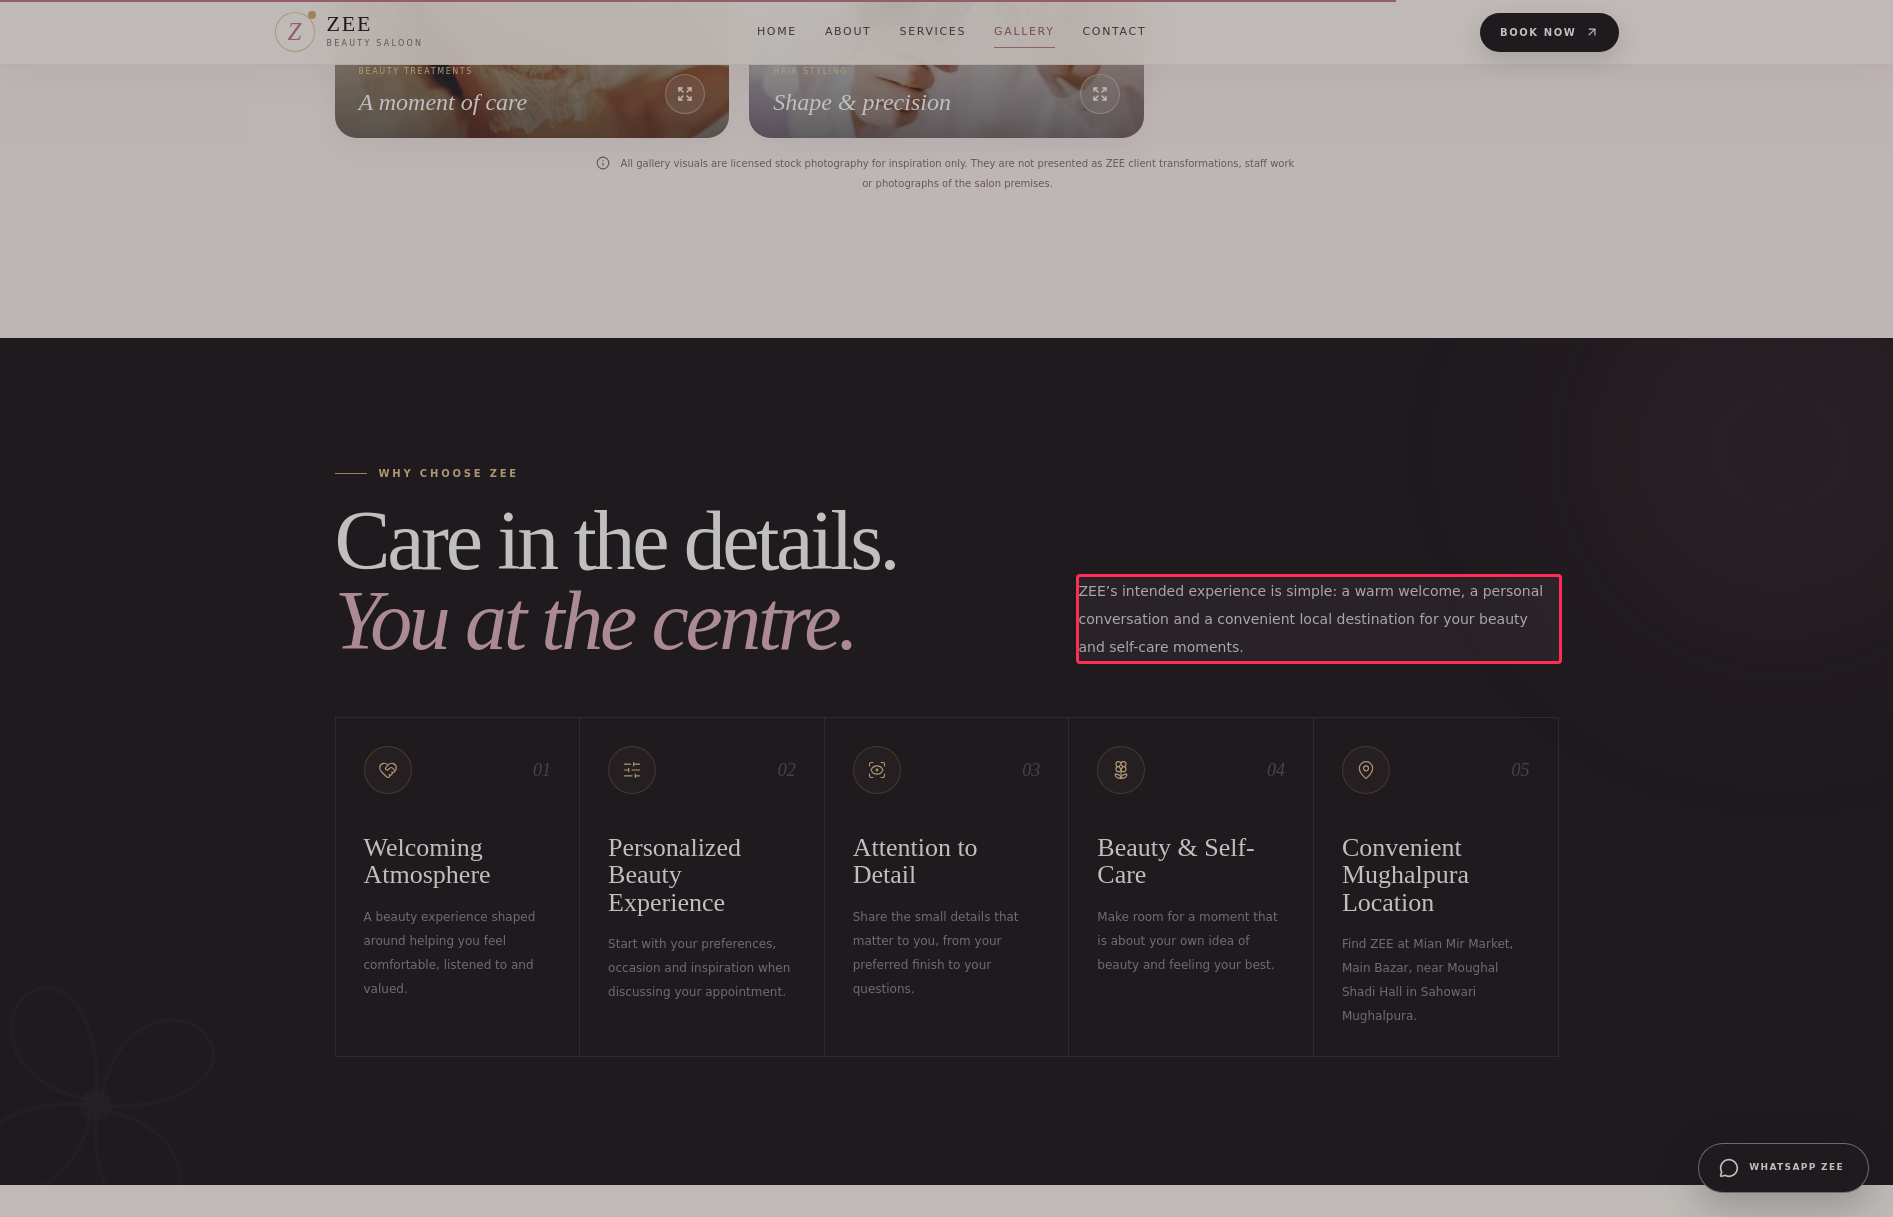 Z
ZEE
BEAUTY SALOON
HOME
ABOUT
SERVICES
GALLERY
CONTACT
BOOK NOW
BEAUTY TREATMENTS
A moment of care
HAIR STYLING
Shape & precision
All gallery visuals are licensed stock photography for inspiration only. They are not presented as ZEE client transformations, staff work
or photographs of the salon premises.
WHY CHOOSE ZEE
Care in the details.
You at the centre.
ZEE’s intended experience is simple: a warm welcome, a personal
conversation and a convenient local destination for your beauty
and self-care moments.
01
Welcoming
Atmosphere
A beauty experience shaped
around helping you feel
comfortable, listened to and
valued.
02
Personalized
Beauty
Experience
Start with your preferences,
occasion and inspiration when
discussing your appointment.
03
Attention to
Detail
Share the small details that
matter to you, from your
preferred finish to your
questions.
04
Beauty & Self-
Care
Make room for a moment that
is about your own idea of
beauty and feeling your best.
05
Convenient
Mughalpura
Location
Find ZEE at Mian Mir Market,
Main Bazar, near Moughal
Shadi Hall in Sahowari
Mughalpura.
WHATSAPP ZEE